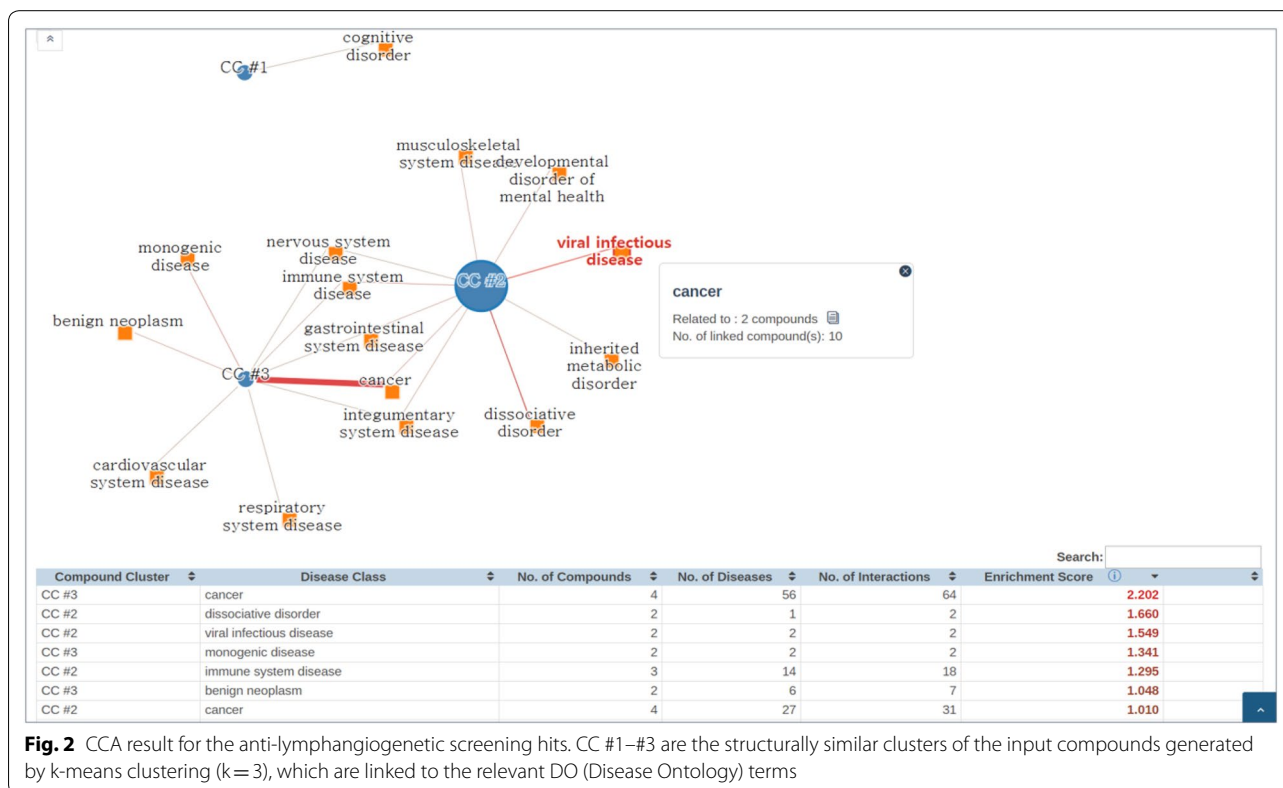 cognitive
disorder
CC #1
musculoskeletal
system disease
developmental
disorder of
mental health
viral infectious
disease
monogenic
disease
nervous system
disease
immune system
disease
CC #2
cancer
Related to : 2 compounds
No. of linked compound(s): 10
benign neoplasm
gastrointestinal
system disease
inherited
metabolic
disorder
CC #3
cancer
integumentary
system disease
dissociative
disorder
cardiovascular
system disease
respiratory
system disease
Search:
Compound Cluster Disease Class No. of Compounds No. of Diseases No. of Interactions Enrichment Score
CC #3 cancer 4 56 64 2.202
CC #2 dissociative disorder 2 1 2 1.660
CC #2 viral infectious disease 2 2 2 1.549
CC #3 monogenic disease 2 2 2 1.341
CC #2 immune system disease 3 14 18 1.295
CC #3 benign neoplasm 2 6 7 1.048
CC #2 cancer 4 27 31 1.010
Fig. 2 CCA result for the anti-lymphangiogenetic screening hits. CC #1–#3 are the structurally similar clusters of the input compounds generated
by k-means clustering (k = 3), which are linked to the relevant DO (Disease Ontology) terms